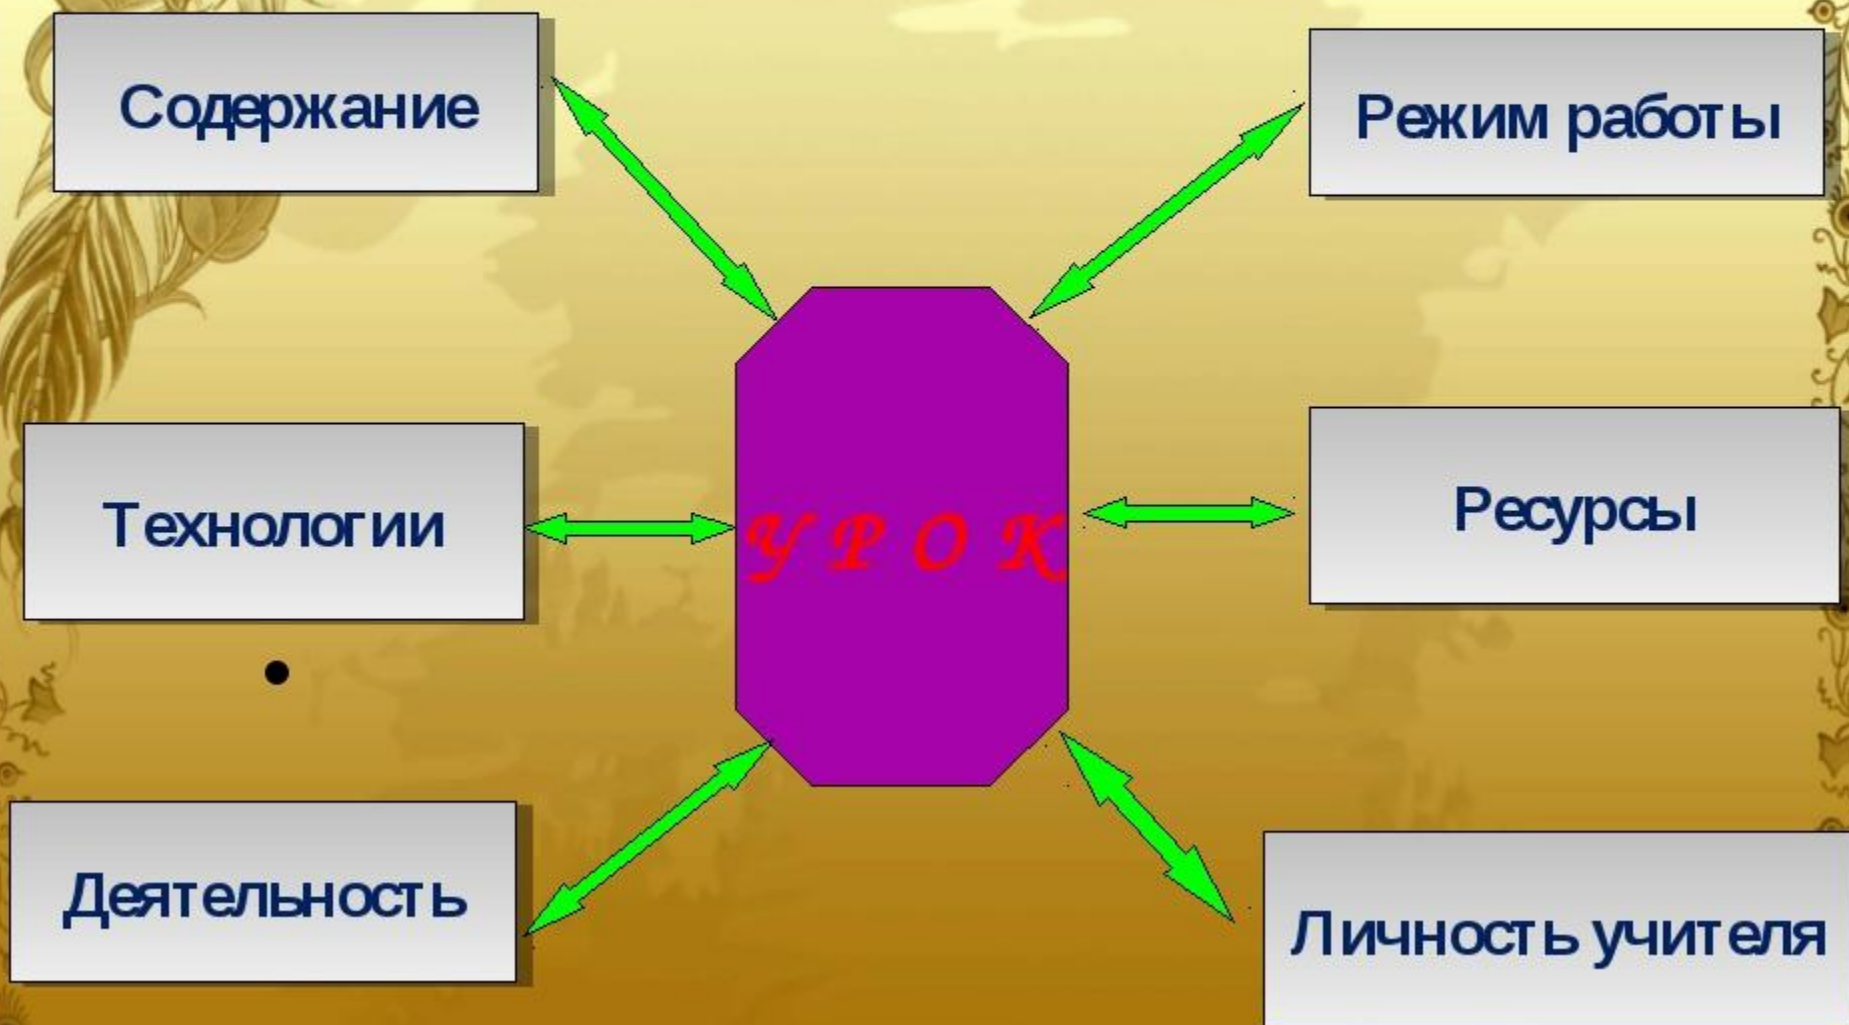 Содержание
Режим работы
Технологии
У Р О К
Ресурсы
Деятельность
Личность учителя